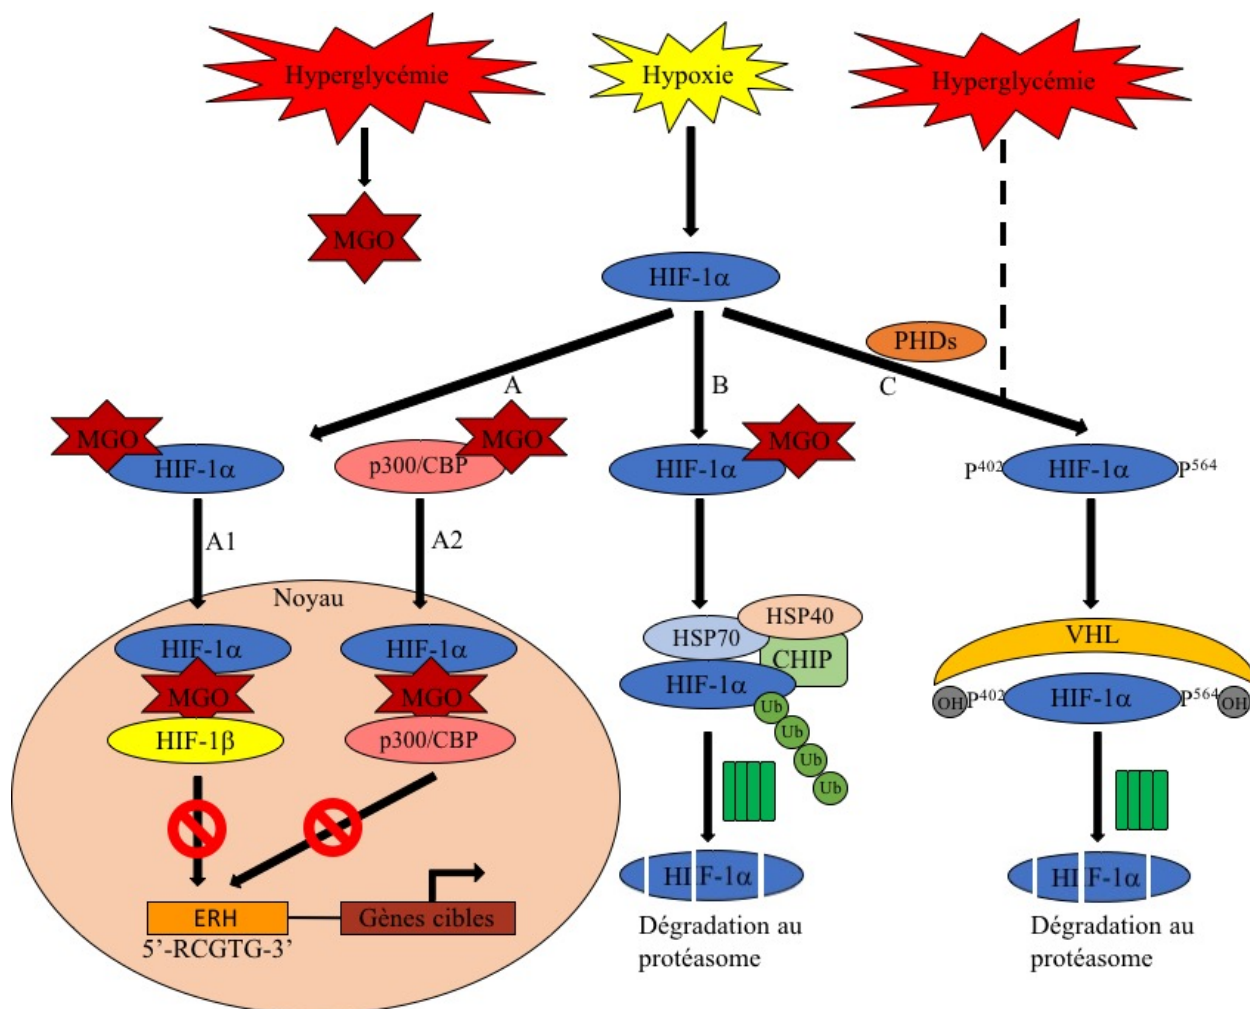 Hyperglycémie
Hypoxie
Hyperglycémie
MGO
HIF-1α
PHDs
A
B
C
MGO
HIF-1α
MGO
p300/CBP
MGO
HIF-1α
P402
HIF-1α
P564
A1
A2
Noyau
HIF-1α
MGO
HIF-1β
HIF-1α
MGO
p300/CBP
HSP70
HSP40
CHIP
HIF-1α
Ub
Ub
Ub
Ub
VHL
OH
P402
HIF-1α
P564
OH
ERH
Gènes cibles
5’-RCGTG-3’
HIF-1α
Dégradation au
protéasome
HIF-1α
Dégradation au
protéasome